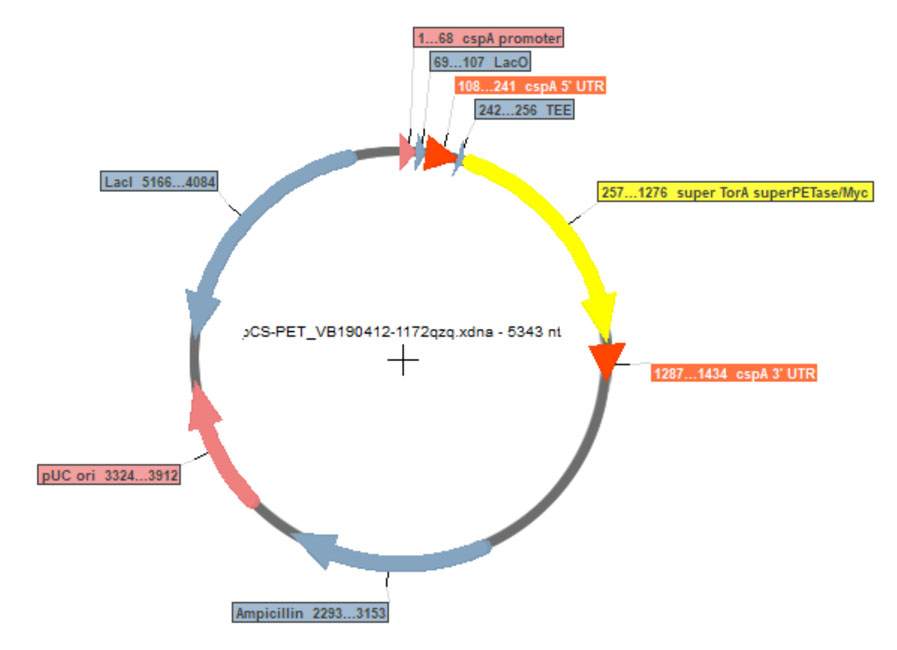 1...68 cspA promoter
69...107 LacO
108...241 cspA 5' UTR
242...256 TEE
LacI 5166...4084
257...1276 super TorA superPETase/Myc
pCS-PET_VB190412-1172qzq.xdna - 5343 nt
1287...1434 cspA 3' UTR
pUC ori 3324...3912
Ampicillin 2293...3153